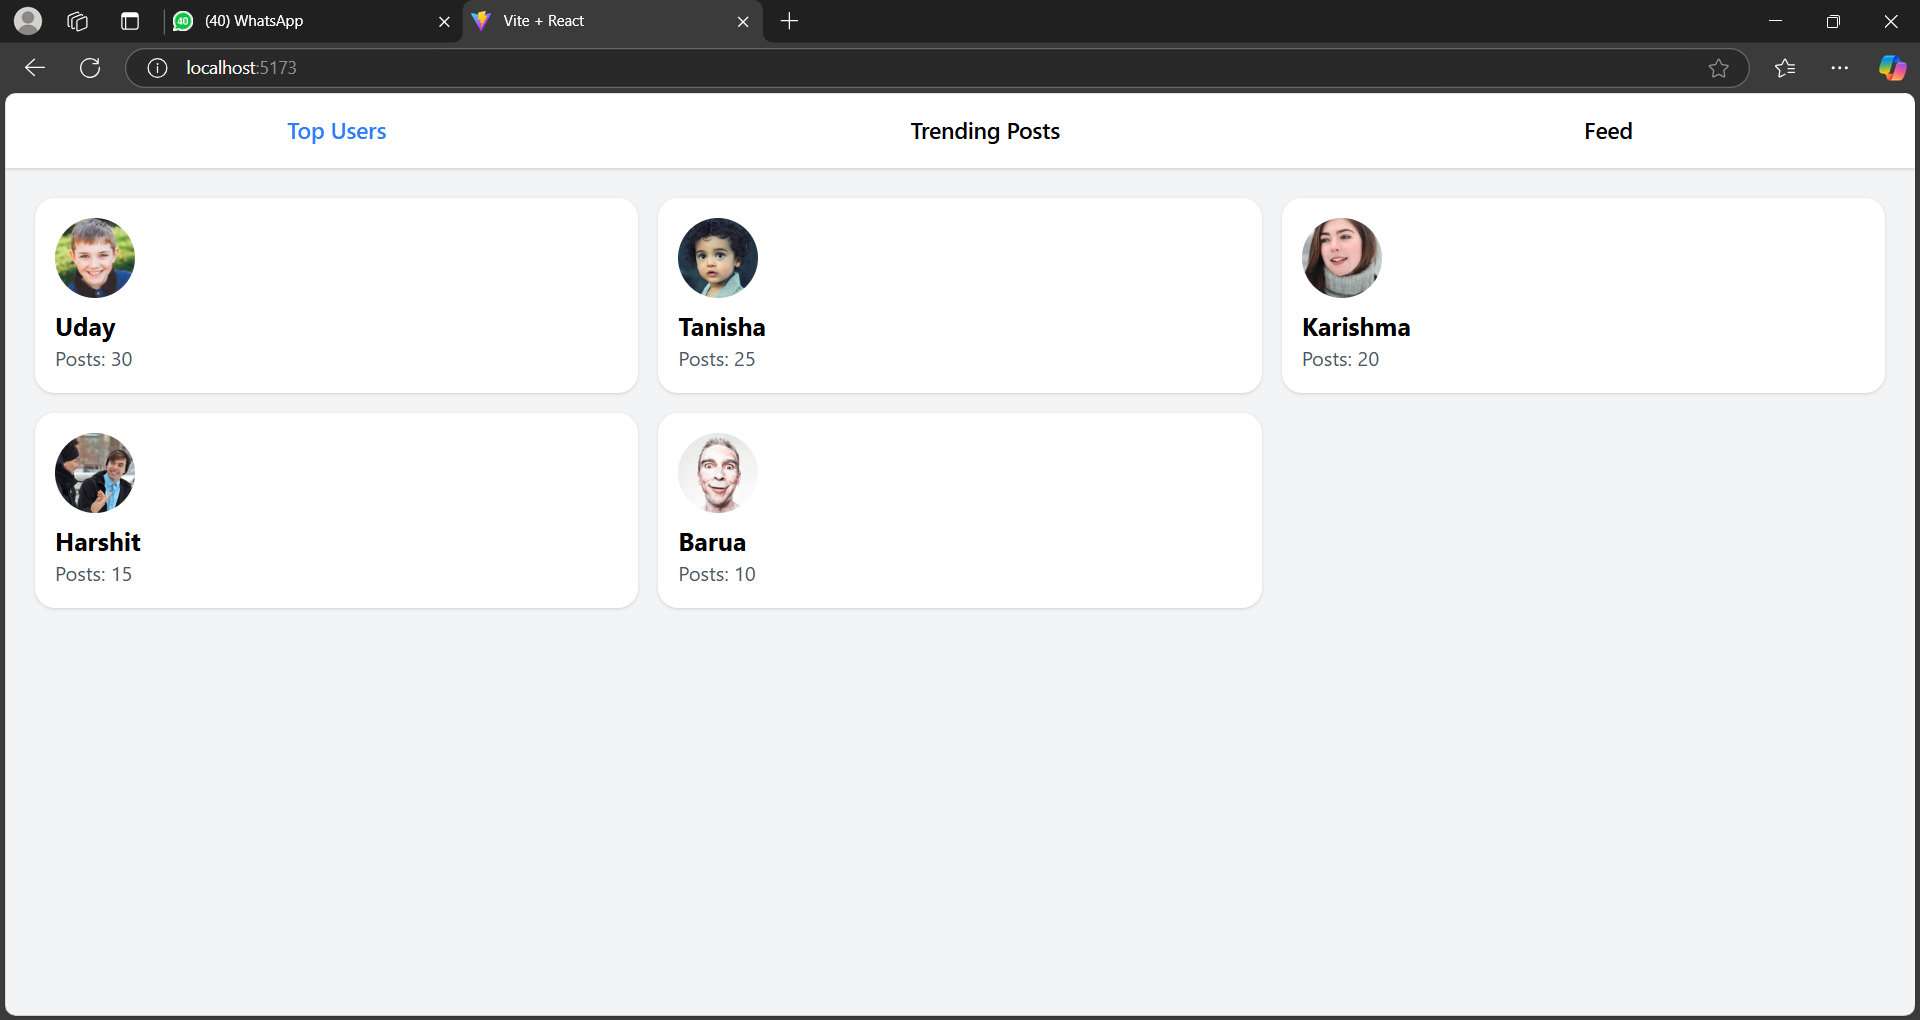 40
(40) WhatsApp
Vite + React
localhost:5173
Top Users
Trending Posts
Feed
Uday
Posts: 30
Tanisha
Posts: 25
Karishma
Posts: 20
Harshit
Posts: 15
Barua
Posts: 10